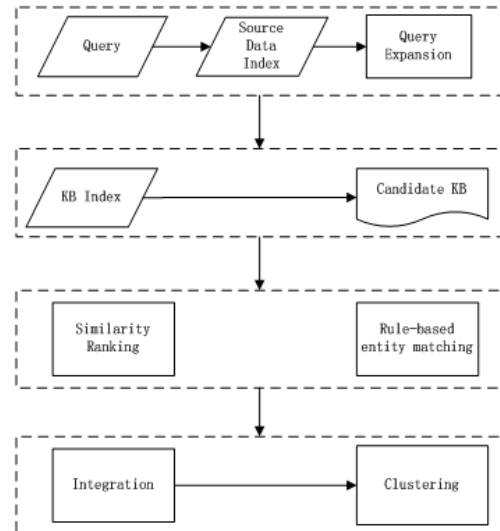 Query
Source
Data
Index
Query
Expansion
KB Index
Candidate KB
Similarity
Ranking
Rule-based
entity matching
Integration
Clustering